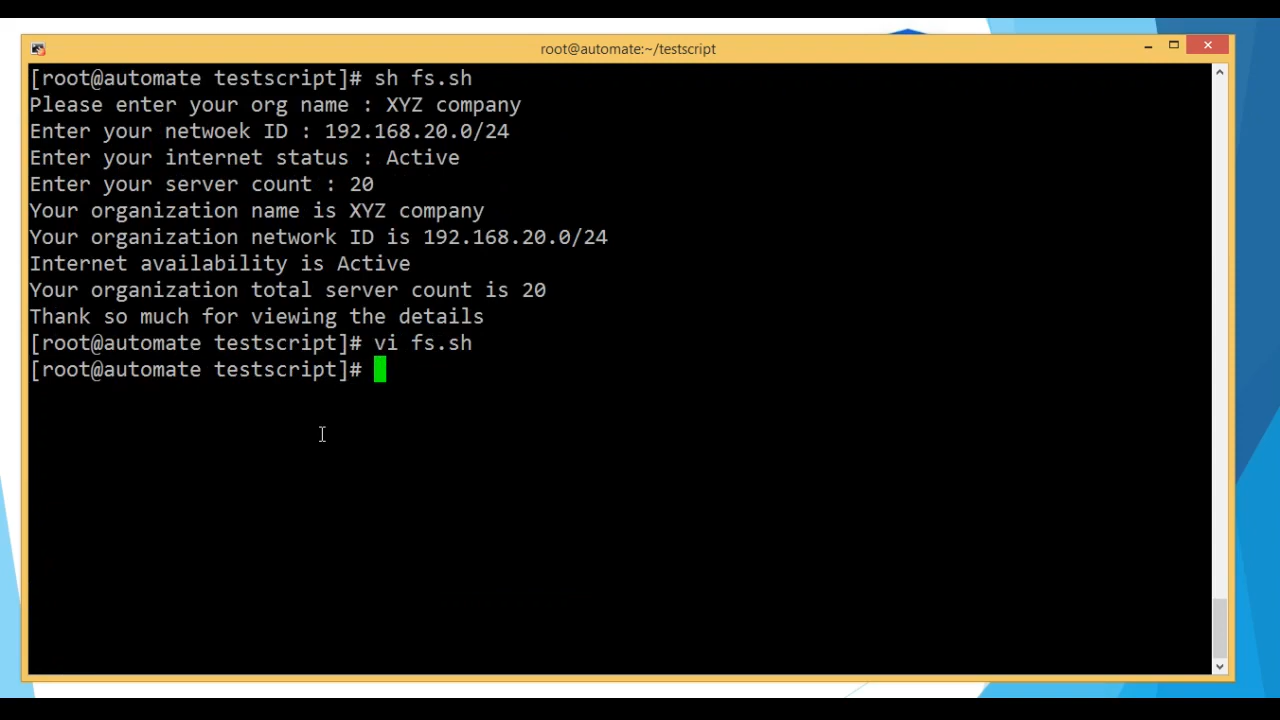 root@automate:~/testscript
[root@automate testscript]# sh fs.sh
Please enter your org name : XYZ company
Enter your netwoek ID : 192.168.20.0/24
Enter your internet status : Active
Enter your server count : 20
Your organization name is XYZ company
Your organization network ID is 192.168.20.0/24
Internet availability is Active
Your organization total server count is 20
Thank so much for viewing the details
[root@automate testscript]# vi fs.sh
[root@automate testscript]#